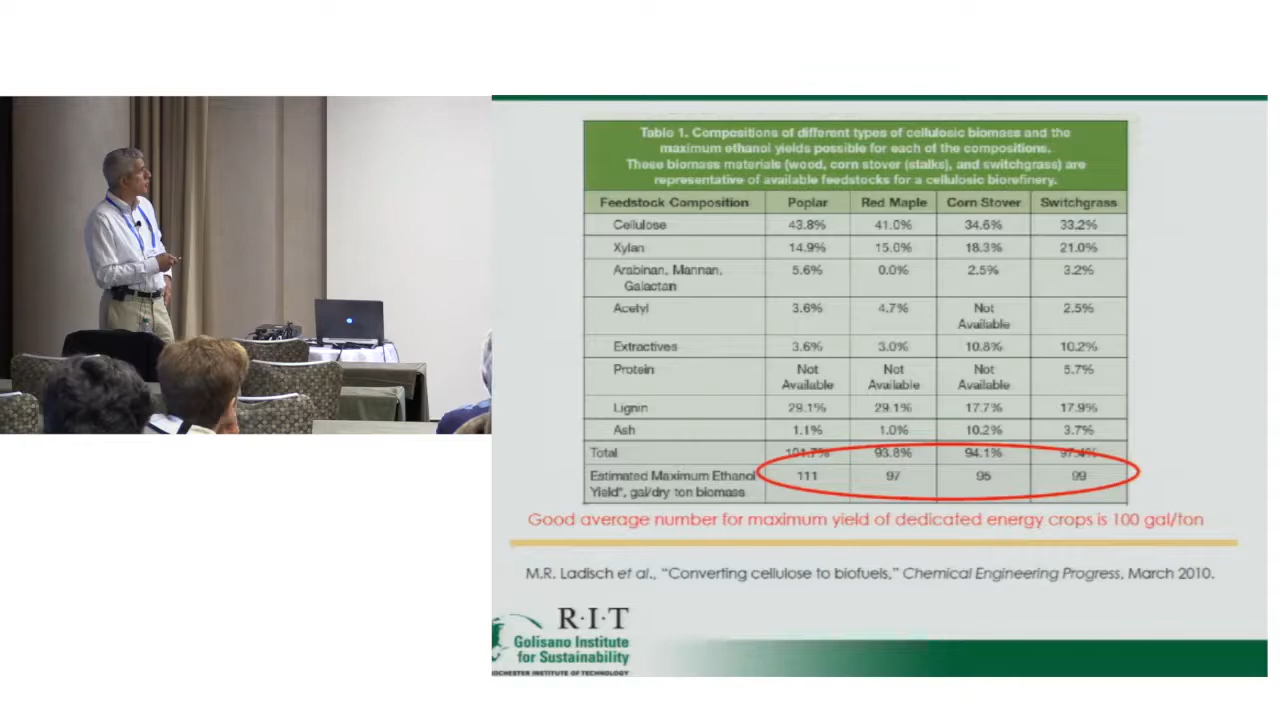 Table 1. Compositions of different types of cellulosic biomass and the
maximum ethanol yields possible for each of the compositions.
These biomass materials (wood, corn stover (stalks), and switchgrass) are
representative of available feedstocks for a cellulosic biorefinery.
Feedstock Composition Poplar Red Maple Corn Stover Switchgrass
Cellulose 43.8% 41.0% 34.6% 33.2%
Xylan 14.9% 15.0% 18.3% 21.0%
Arabinan, Mannan, 5.6% 0.0% 2.5% 3.2%
Galactan
Acetyl 3.6% 4.7% Not 2.5%
Available
Extractives 3.6% 3.0% 10.8% 10.2%
Protein Not Not Not 5.7%
Available Available Available
Lignin 29.1% 29.1% 17.7% 17.9%
Ash 1.1% 1.0% 10.2% 3.7%
Total 101.7% 93.8% 94.1% 97.4%
Estimated Maximum Ethanol 111 97 95 99
Yield*, gal/dry ton biomass
Good average number for maximum yield of dedicated energy crops is 100 gal/ton
M.R. Ladisch et al., “Converting cellulose to biofuels,” Chemical Engineering Progress, March 2010.
R·I·T
Golisano Institute
for Sustainability
ROCHESTER INSTITUTE OF TECHNOLOGY